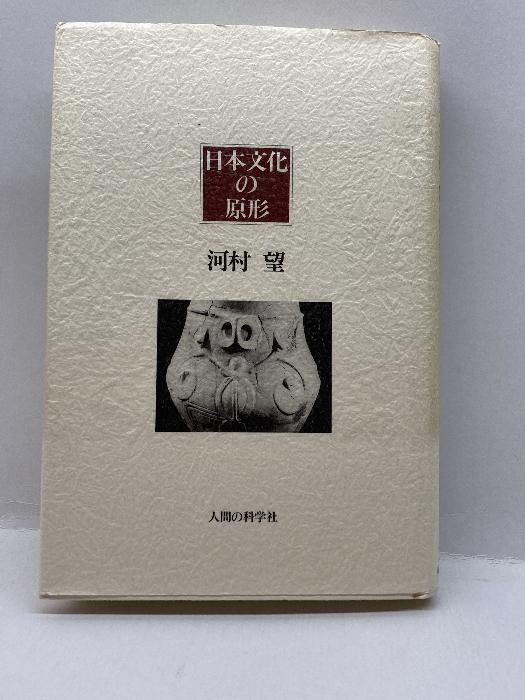 日本文化
の
原形
河村 望
人間の科学社